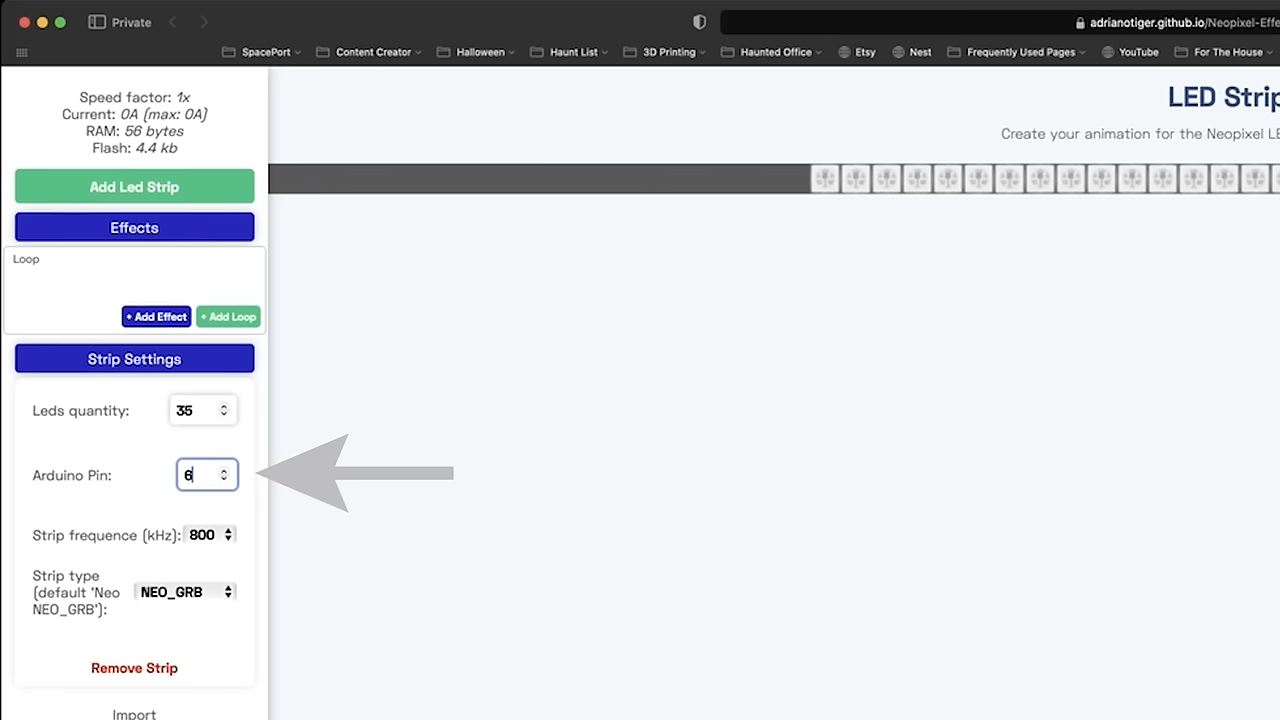 Private
adrianotiger.github.io/Neopixel-Effe
SpacePort Content Creator Halloween Haunt List 3D Printing Haunted Office Etsy Nest Frequently Used Pages YouTube For The House
Speed factor: 1x
Current: 0A (max: 0A)
RAM: 56 bytes
Flash: 4.4 kb
Add Led Strip
Effects
Loop
+ Add Effect + Add Loop
Strip Settings
Leds quantity: 35
Arduino Pin: 6
Strip frequence (kHz): 800
Strip type
(default 'Neo NEO_GRB
NEO_GRB'):
Remove Strip
Import
LED Strip
Create your animation for the Neopixel LE